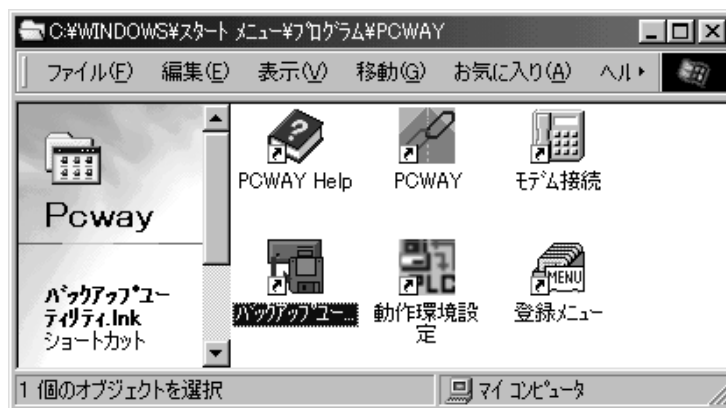 C:¥WINDOWS¥スタート ﾒﾆｭｰ¥ﾌﾟﾛｸﾞﾗﾑ¥PCWAY
ファイル(F) 編集(E) 表示(V) 移動(G) お気に入り(A) ヘル
Pcway
ﾊﾞｯｸｱｯﾌﾟﾕｰ
ﾃｨﾘﾃｨ.lnk
ショートカット
PCWAY Help
PCWAY
ﾓﾃﾞﾑ接続
ﾊﾞｯｸｱｯﾌﾟﾕｰ...
PLC
動作環境設
定
MENU
登録ﾒﾆｭｰ
1 個のオブジェクトを選択
ﾏｲ ｺﾝﾋﾟｭｰﾀ